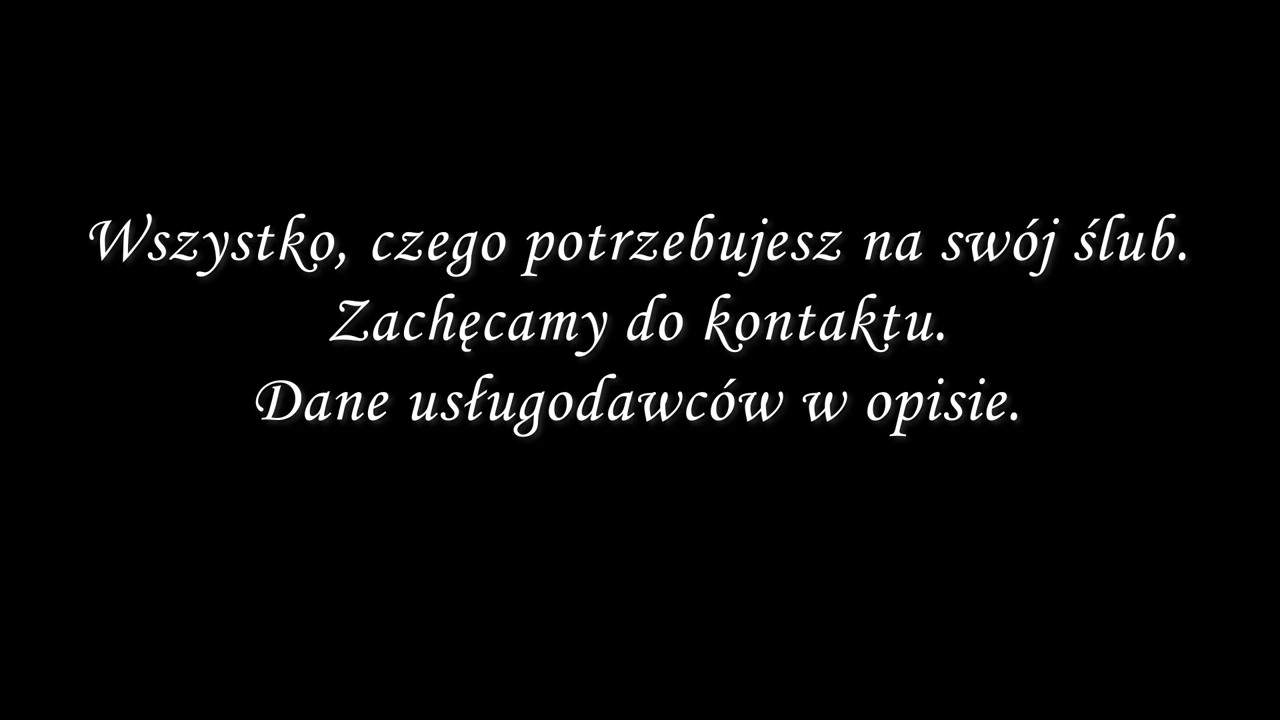 Wszystko, czego potrzebujesz na swój ślub.
Zachęcamy do kontaktu.
Dane usługodawców w opisie.